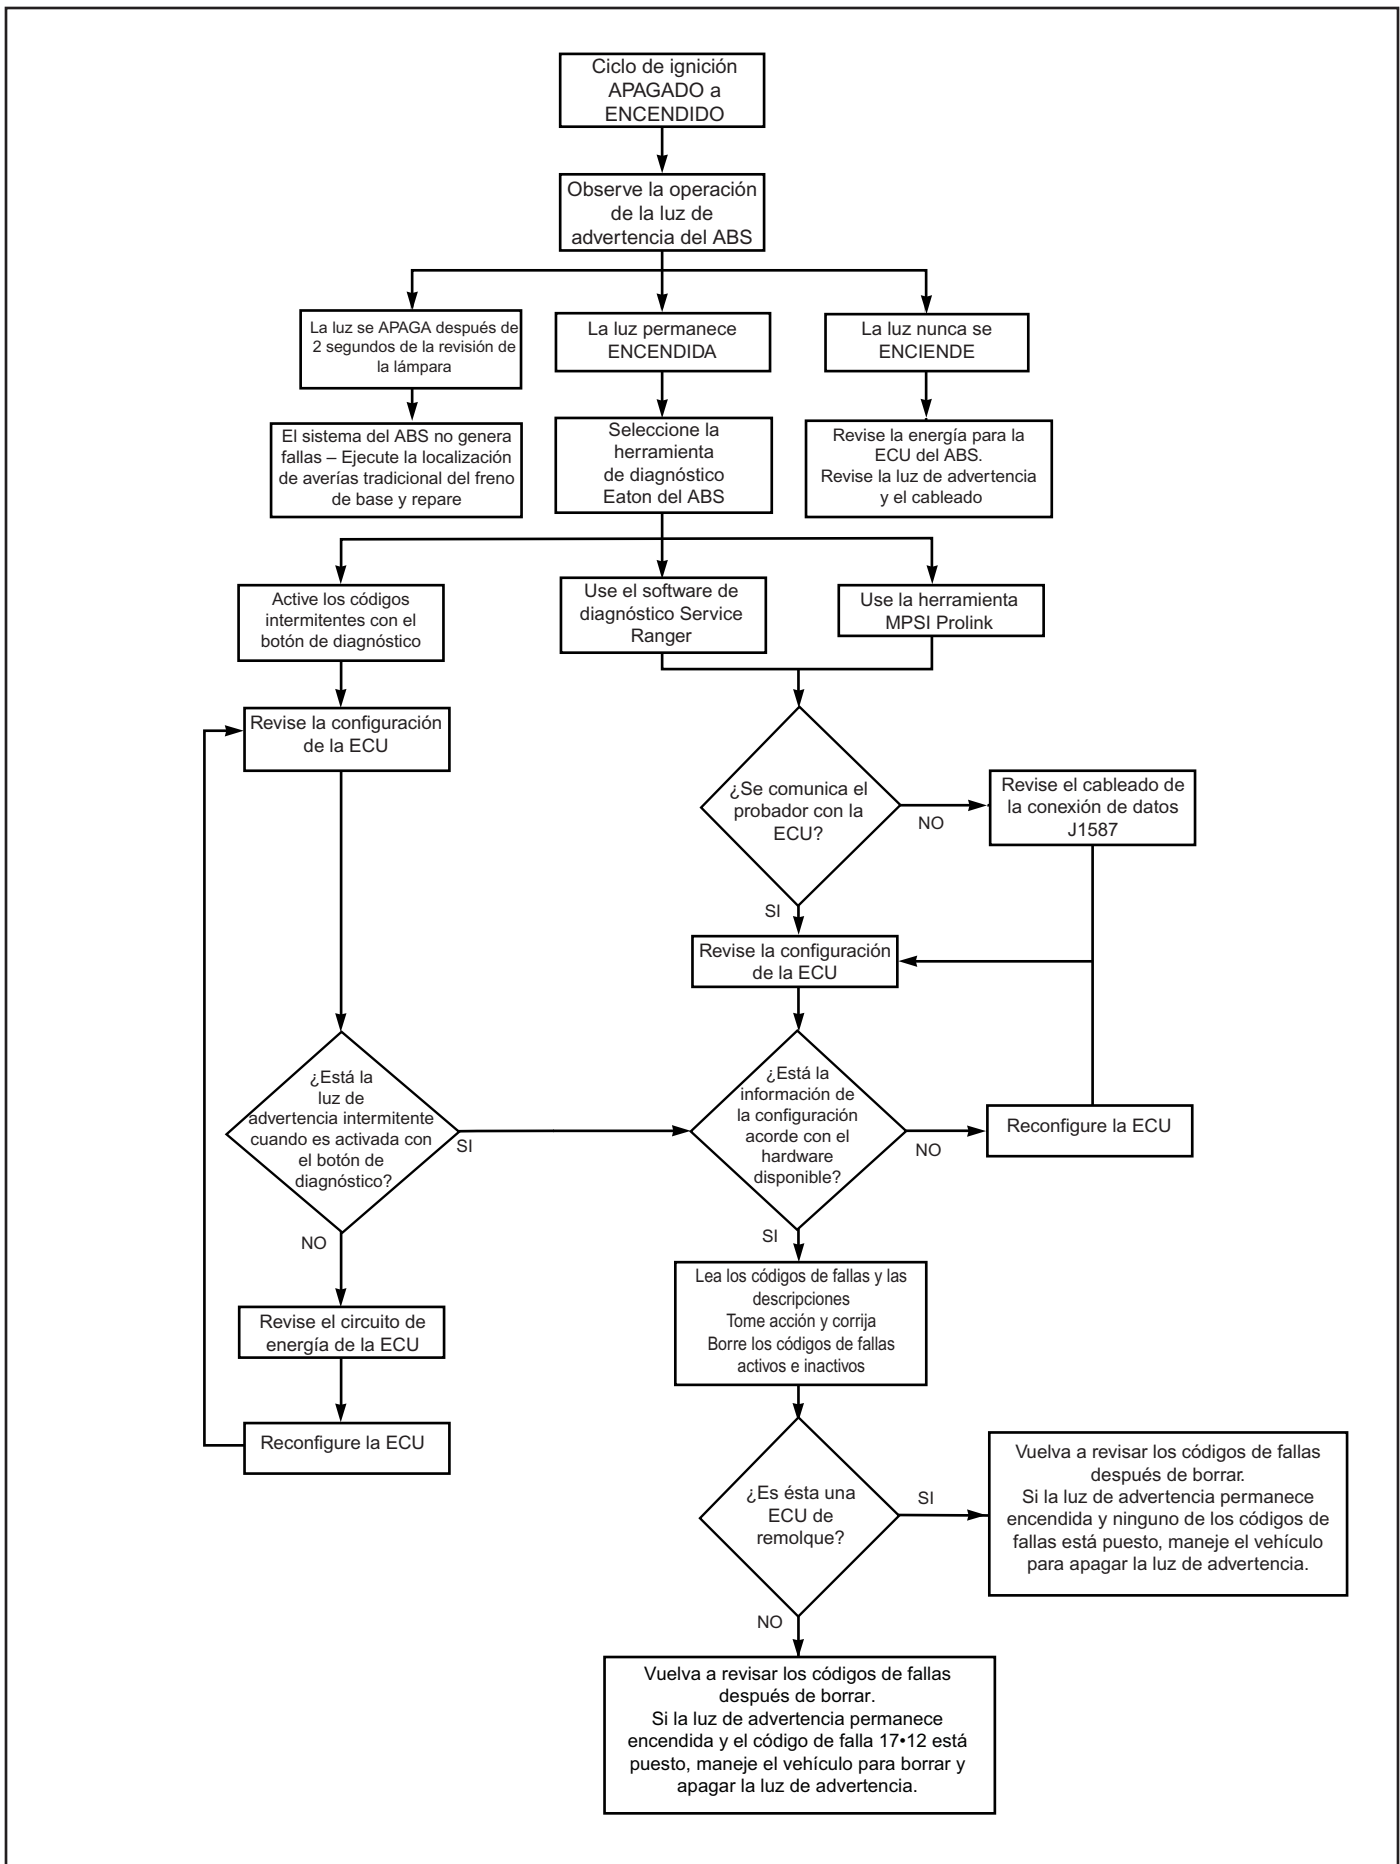 Ciclo de ignición
APAGADO a
ENCENDIDO
Observe la operación
de la luz de
advertencia del ABS
La luz se APAGA después de
2 segundos de la revisión de
la lámpara
La luz permanece
ENCENDIDA
La luz nunca se
ENCIENDE
El sistema del ABS no genera
fallas – Ejecute la localización
de averías tradicional del freno
de base y repare
Seleccione la
herramienta
de diagnóstico
Eaton del ABS
Revise la energía para la
ECU del ABS.
Revise la luz de advertencia
y el cableado
Active los códigos
intermitentes con el
botón de diagnóstico
Use el software de
diagnóstico Service
Ranger
Use la herramienta
MPSI Prolink
Revise la configuración
de la ECU
¿Se comunica el
probador con la
ECU?
NO
Revise el cableado de
la conexión de datos
J1587
SI
Revise la configuración
de la ECU
¿Está la
luz de
advertencia intermitente
cuando es activada con
el botón de
diagnóstico?
SI
¿Está la
información de
la configuración
acorde con el
hardware
disponible?
NO
Reconfigure la ECU
NO
SI
Revise el circuito de
energía de la ECU
Lea los códigos de fallas y las
descripciones
Tome acción y corrija
Borre los códigos de fallas
activos e inactivos
Reconfigure la ECU
¿Es ésta una
ECU de
remolque?
SI
Vuelva a revisar los códigos de fallas
después de borrar.
Si la luz de advertencia permanece
encendida y ninguno de los códigos de
fallas está puesto, maneje el vehículo
para apagar la luz de advertencia.
NO
Vuelva a revisar los códigos de fallas
después de borrar.
Si la luz de advertencia permanece
encendida y el código de falla 17•12 está
puesto, maneje el vehículo para borrar y
apagar la luz de advertencia.